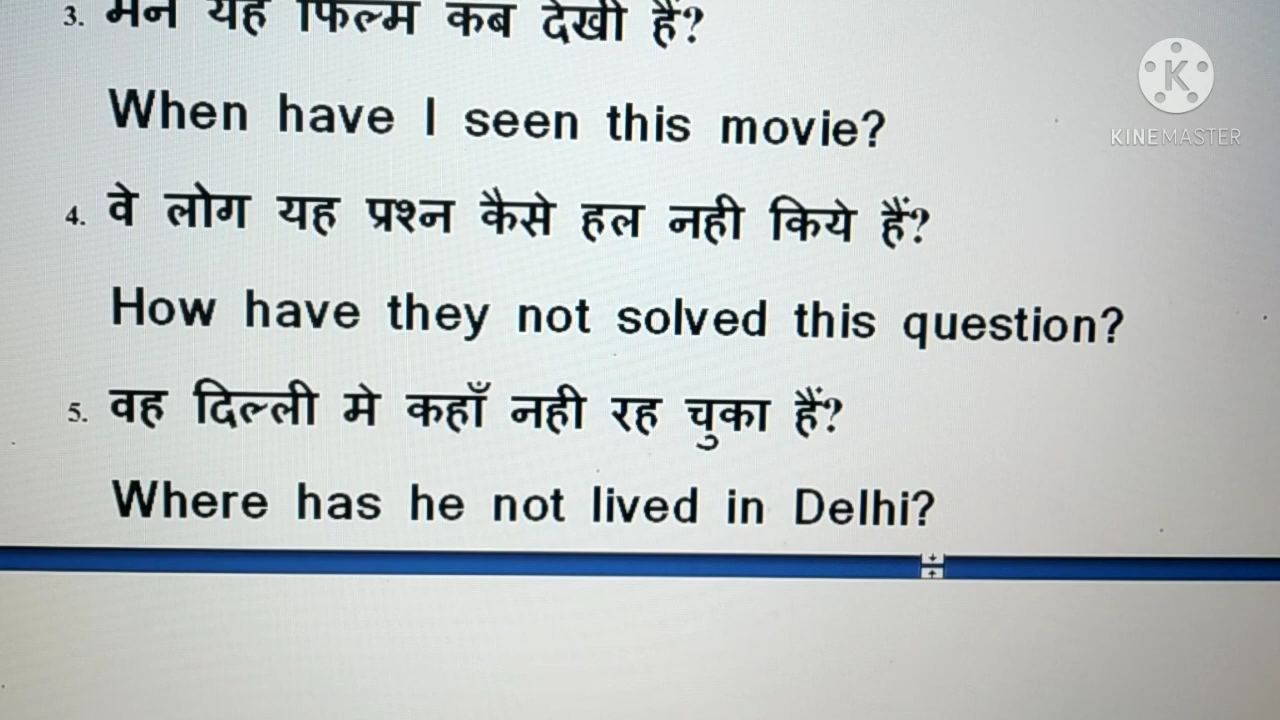 3. मैने यह फिल्म कब देखी हैं?
When have I seen this movie?
4. वे लोग यह प्रश्न कैसे हल नही किये हैं?
How have they not solved this question?
5. वह दिल्ली मे कहाँ नही रह चुका हैं?
Where has he not lived in Delhi?
K
KINEMASTER